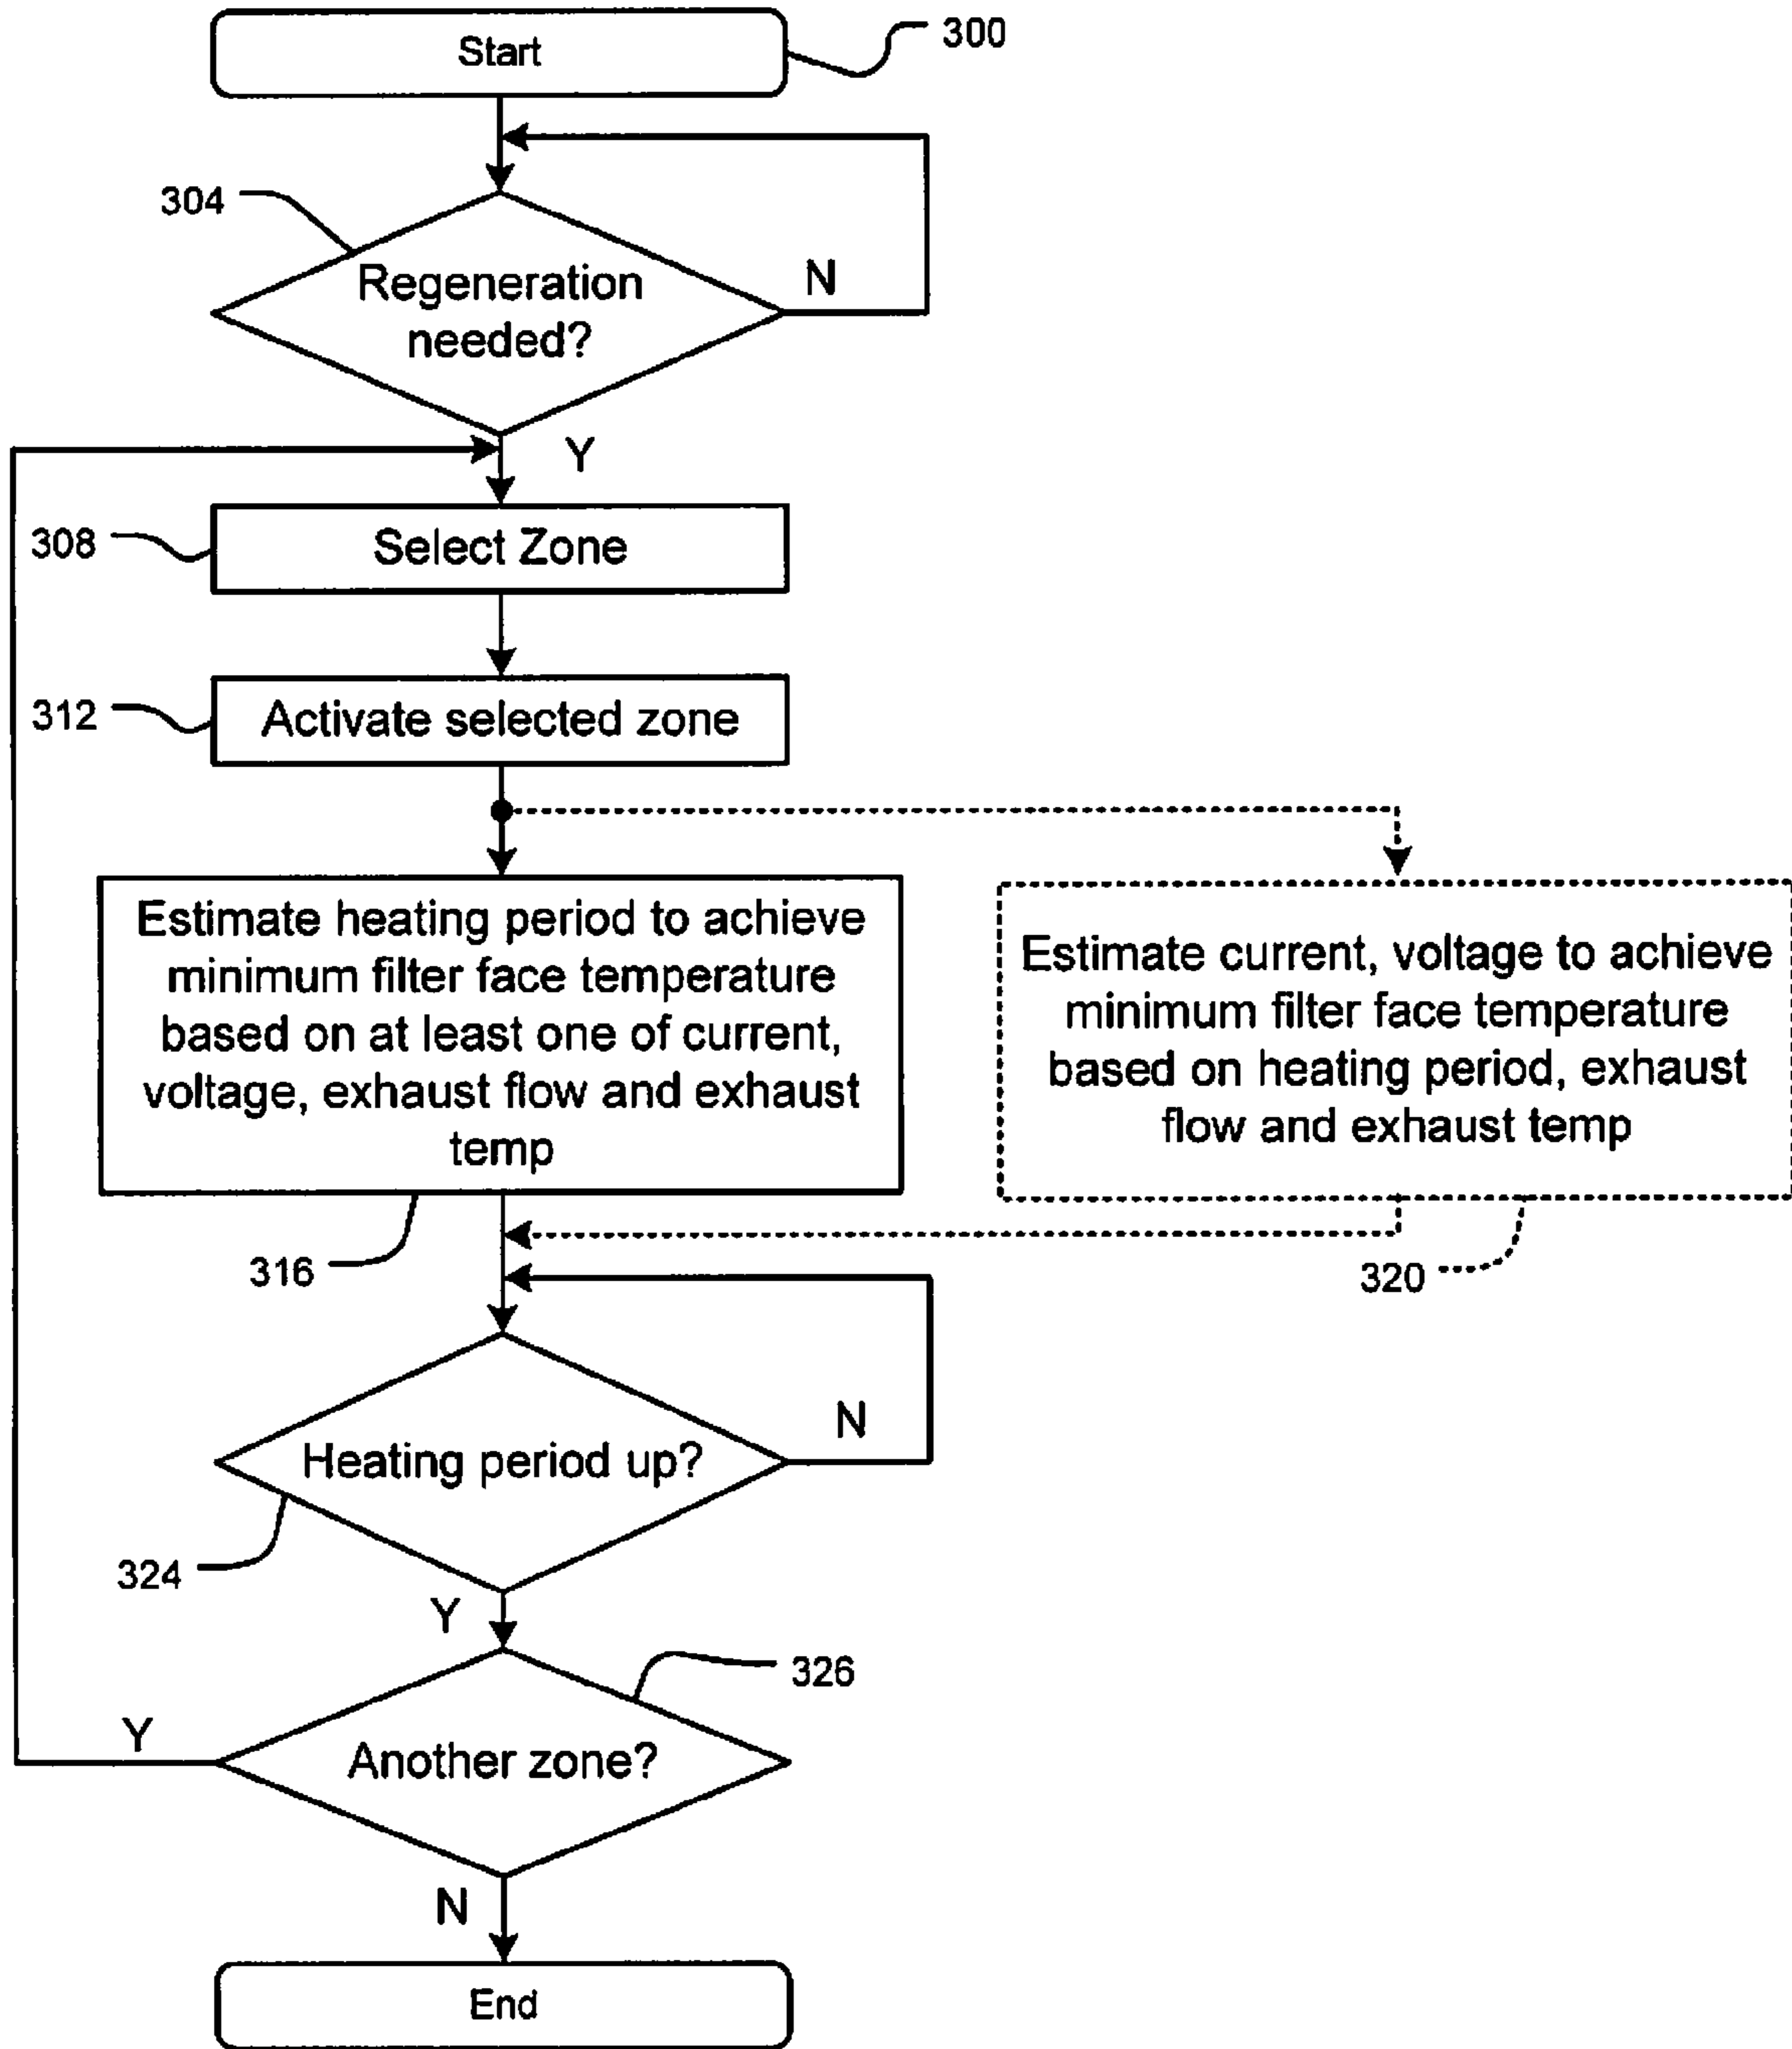 Start
300
304
Regeneration
needed?
N
Y
308
Select Zone
312
Activate selected zone
Estimate heating period to achieve
minimum filter face temperature
based on at least one of current,
voltage, exhaust flow and exhaust
temp
Estimate current, voltage to achieve
minimum filter face temperature
based on heating period, exhaust
flow and exhaust temp
316
320
Heating period up?
N
324
Y
326
Another zone?
Y
N
End